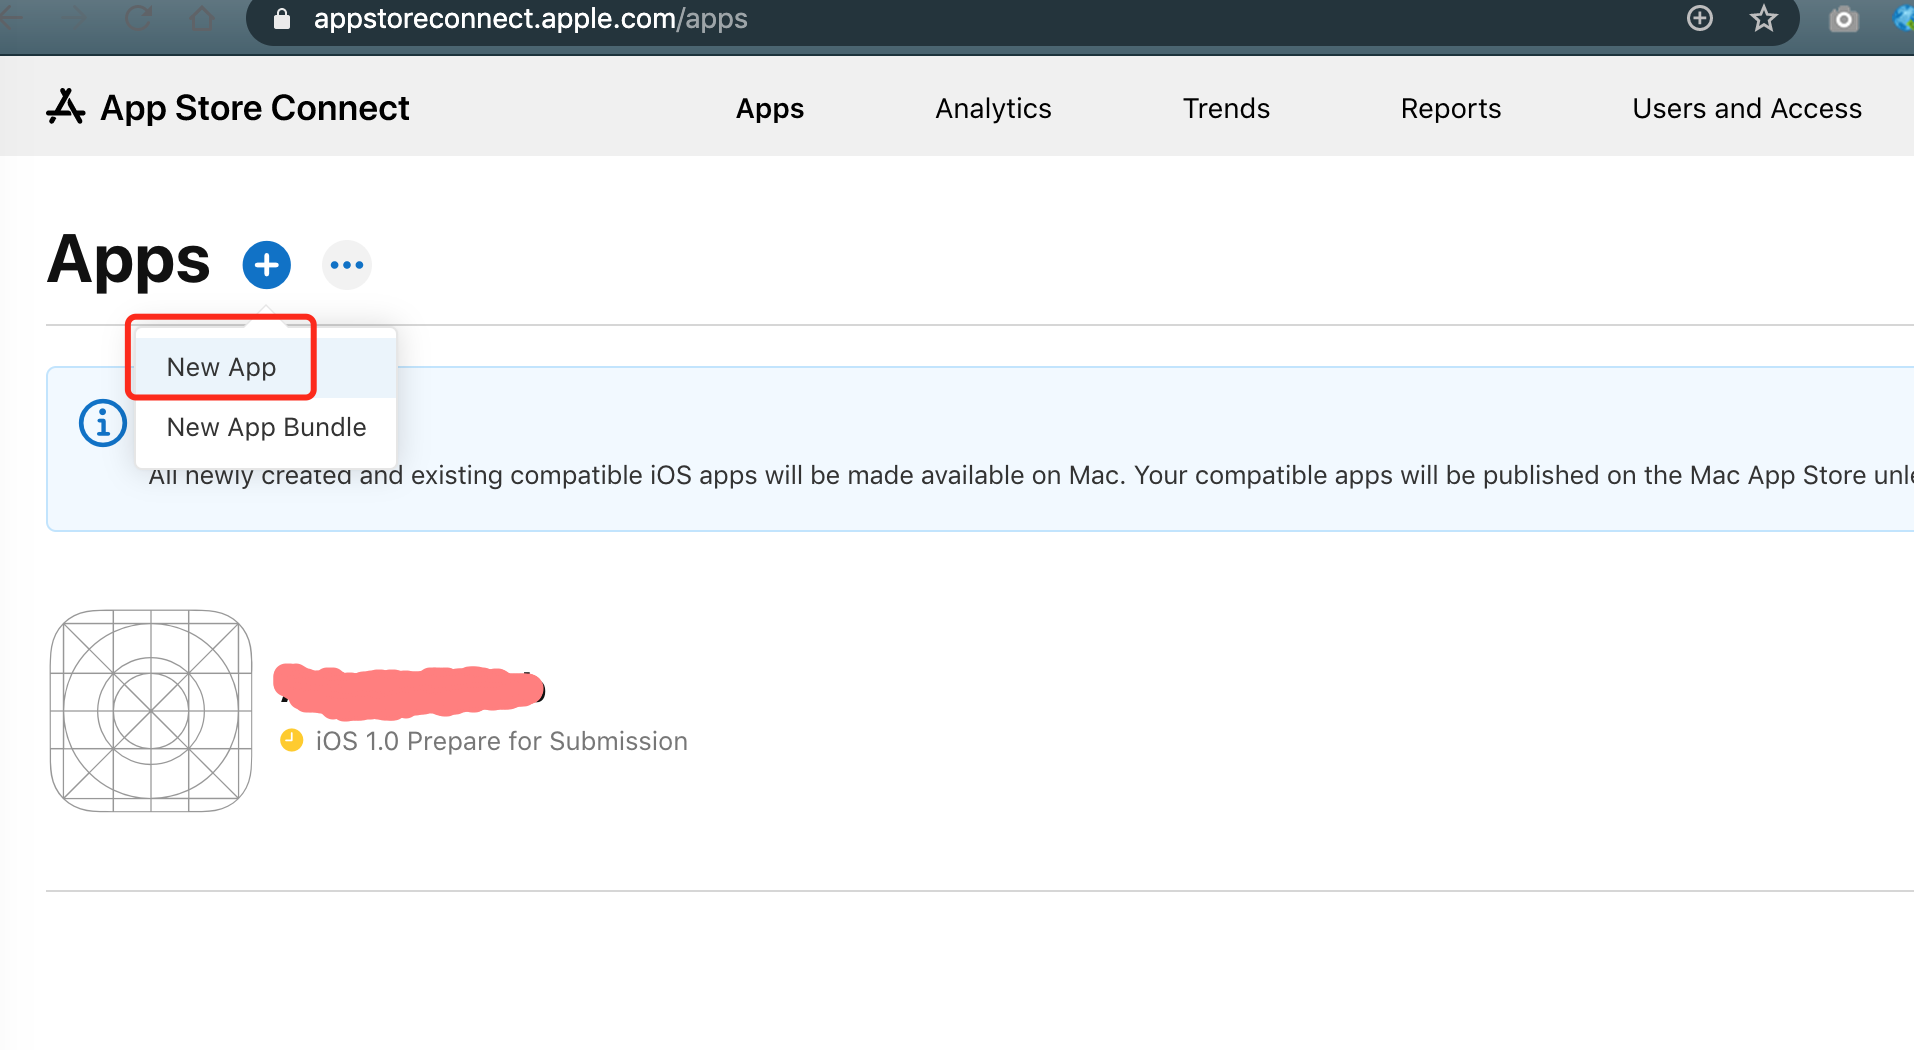 appstoreconnect.apple.com/apps
App Store Connect Apps Analytics Trends Reports Users and Access
Apps
New App
New App Bundle
All newly created and existing compatible iOS apps will be made available on Mac. Your compatible apps will be published on the Mac App Store
iOS 1.0 Prepare for Submission